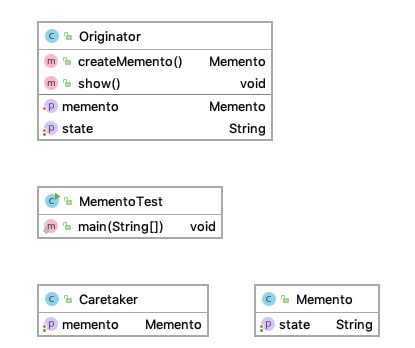 Originator
createMemento() Memento
show() void
memento Memento
state String
MementoTest
main(String[]) void
Caretaker
memento Memento
Memento
state String